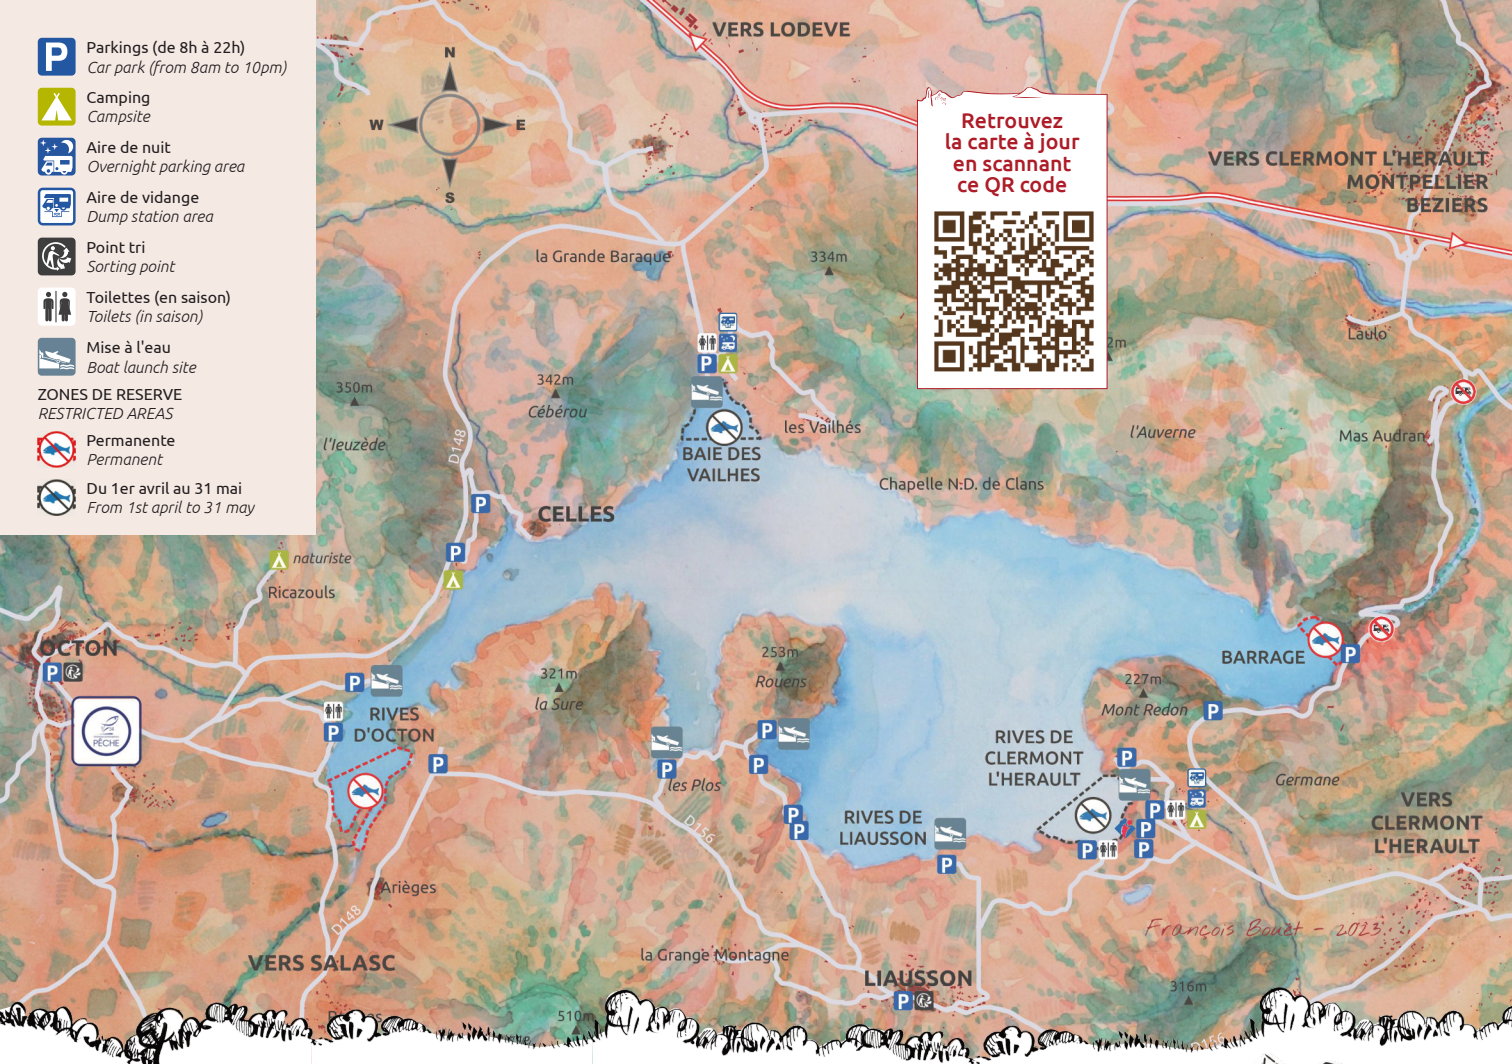 Parkings (de 8h à 22h)
Car park (from 8am to 10pm)
Camping
Campsite
Aire de nuit
Overnight parking area
Aire de vidange
Dump station area
Point tri
Sorting point
Toilettes (en saison)
Toilets (in saison)
Mise à l'eau
Boat launch site
ZONES DE RESERVE
RESTRICTED AREAS
Permanente
Permanent
Du 1er avril au 31 mai
From 1st april to 31 may
N
W
E
S
VERS LODEVE
Retrouvez
la carte à jour
en scannant
ce QR code
VERS CLERMONT L'HERAULT
MONTPELLIER
BEZIERS
la Grande Baraque
334m
Laulo
350m
342m
Cébérou
l'Ieuzède
D148
les Vailhés
l'Auverne
Mas Audran
BAIE DES
VAILHES
Chapelle N.D. de Clans
CELLES
naturiste
Ricazouls
OCTON
PÊCHE
RIVES
D'OCTON
321m
la Sure
253m
Rouens
BARRAGE
227m
Mont Redon
RIVES DE
CLERMONT
L'HERAULT
Germane
les Plos
VERS
CLERMONT
L'HERAULT
RIVES DE
LIAUSSON
D156
Arièges
D148
François Bouet - 2023
VERS SALASC
la Grange Montagne
LIAUSSON
316m
510m